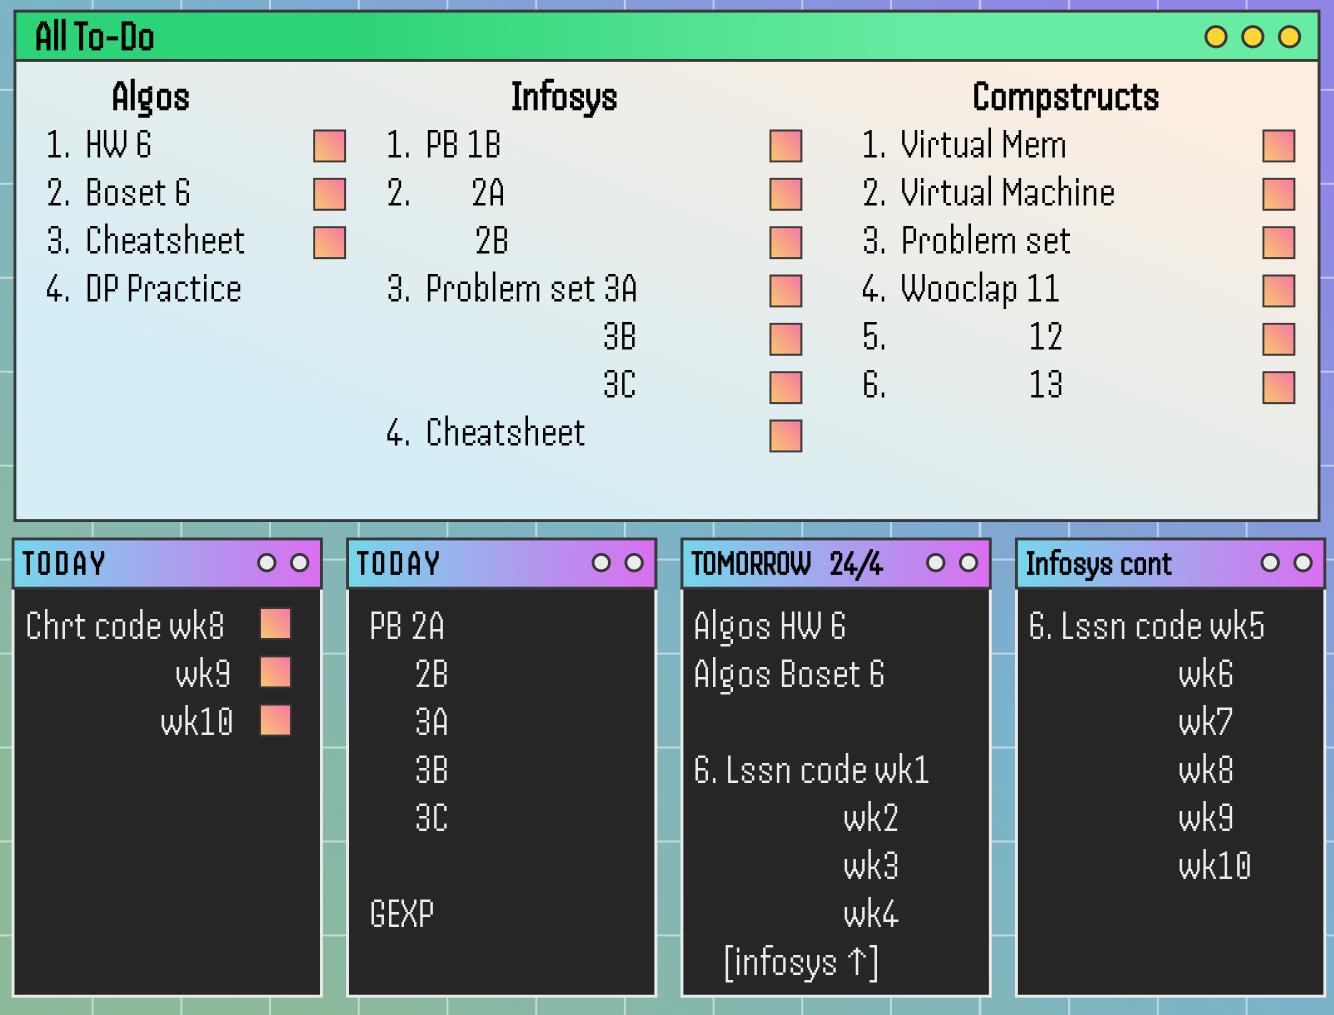 All To-Do
Algos
1. HW 6
2. Boset 6
3. Cheatsheet
4. DP Practice
Infosys
1. PB 1B
2. 2A
2B
3. Problem set 3A
3B
3C
4. Cheatsheet
Compstructs
1. Virtual Mem
2. Virtual Machine
3. Problem set
4. Wooclap 11
5. 12
6. 13
TODAY
Chrt code wk8
wk9
wk10
TODAY
PB 2A
2B
3A
3B
3C
GEXP
TOMORROW 24/4
Algos HW 6
Algos Boset 6
6. Lssn code wk1
wk2
wk3
wk4
[infosys ↑]
Infosys cont
6. Lssn code wk5
wk6
wk7
wk8
wk9
wk10